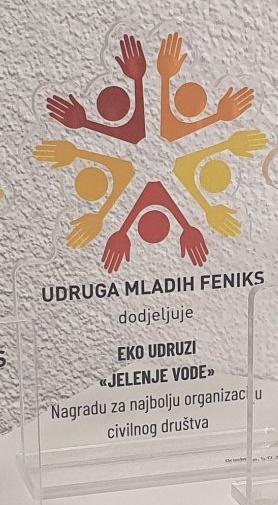 UDRUGA MLADIH FENIKS
dodjeljuje
EKO UDRUZI
«JELENJE VODE»
Nagradu za najbolju organizaciju
civilnog društva